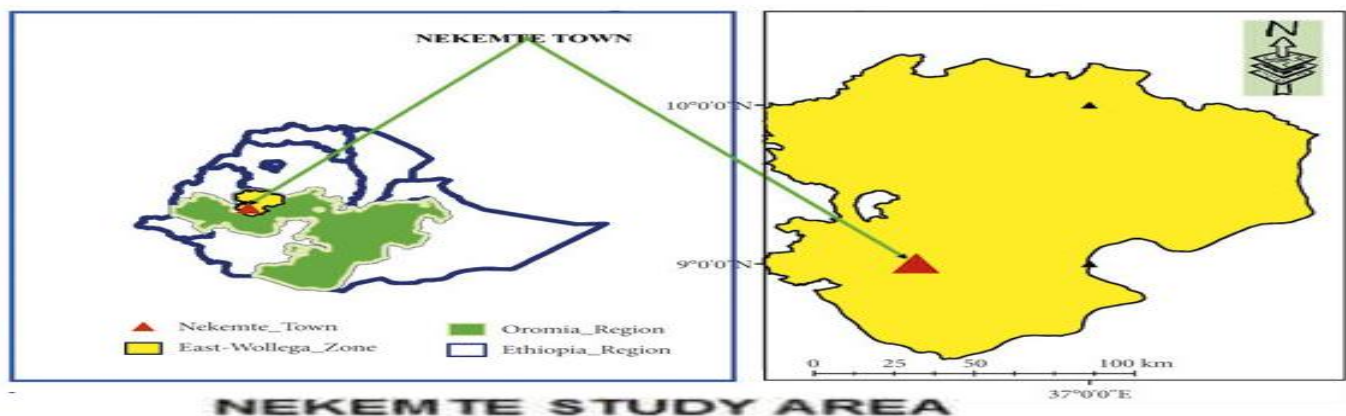 NEKEMTE TOWN
Nekemte_Town
East-Wollega_Zone
Oromia_Region
Ethiopia_Region
N
10°0'0"N
9°0'0"N
0 25 50 100 km
37°0'0"E
NEKEMTE STUDY AREA